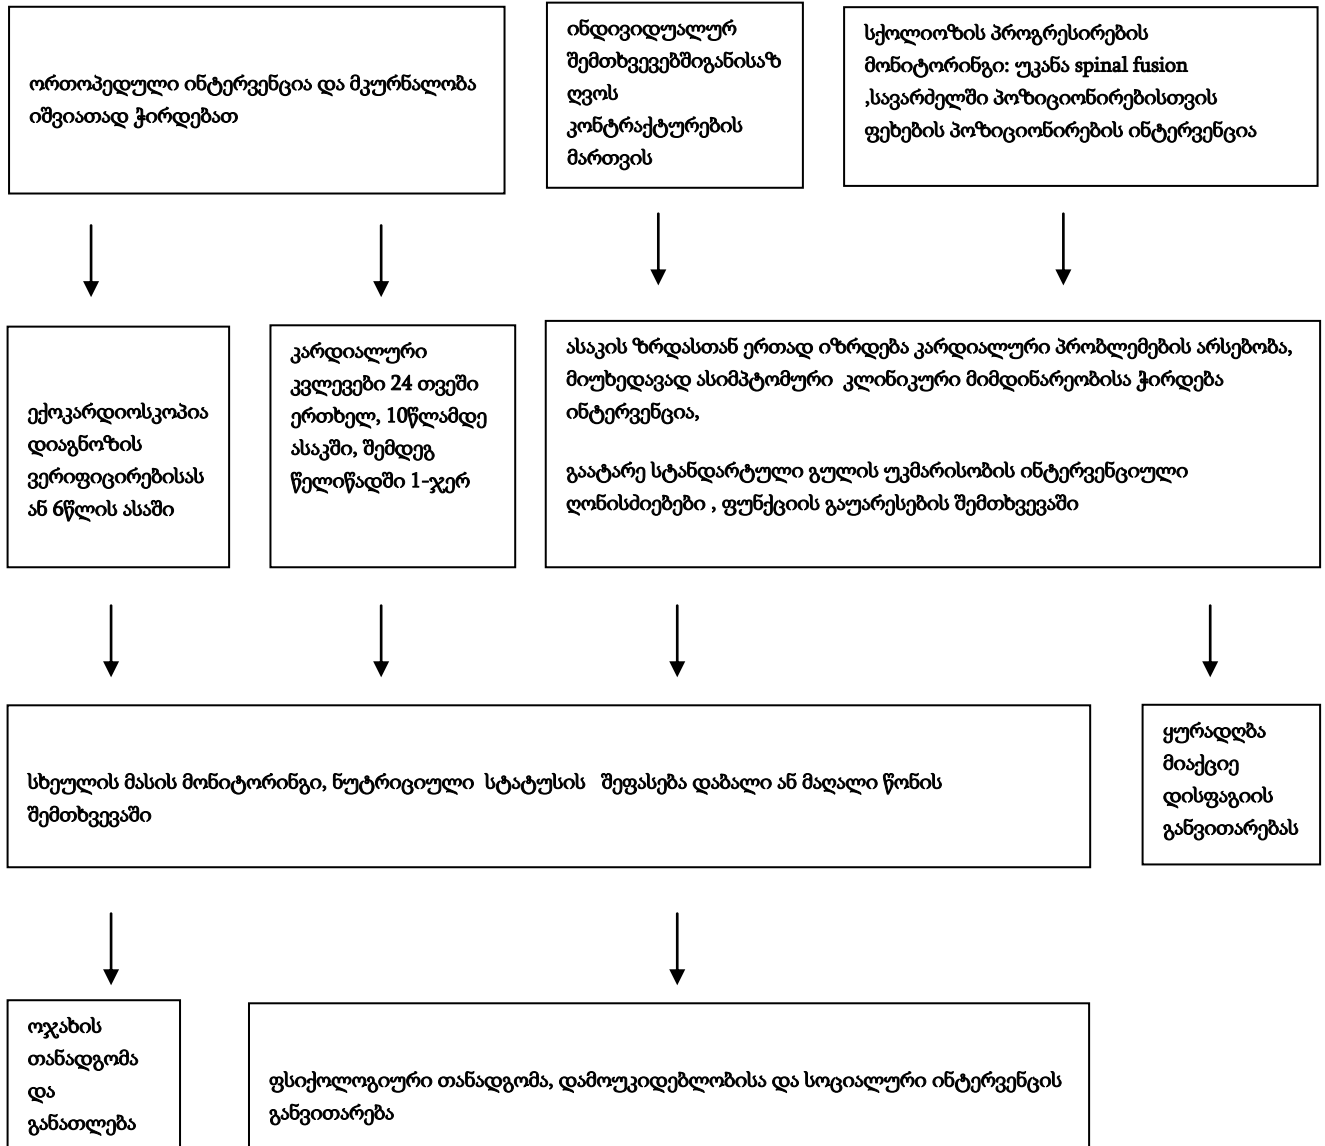 ორთოპედული ინტერვენცია და მკურნალობა
იშვიათად ჭირდებათ
ინდივიდუალურ
შემთხვევებშიგანისაზ
ღვოს
კონტრაქტურების
მართვის
სქოლიოზის პროგრესირების
მონიტორინგი: უკანა spinal fusion
,სავარძელში პოზიციონირებისთვის
ფეხების პოზიციონირების ინტერვენცია
ექოკარდიოსკოპია
დიაგნოზის
ვერიფიცირებისას
ან 6წლის ასაში
კარდიალური
კვლევები 24 თვეში
ერთხელ, 10წლამდე
ასაკში, შემდეგ
წელიწადში 1-ჯერ
ასაკის ზრდასთან ერთად იზრდება კარდიალური პრობლემების არსებობა,
მიუხედავად ასიმპტომური კლინიკური მიმდინარეობისა ჭირდება
ინტერვენცია,
გაატარე სტანდარტული გულის უკმარისობის ინტერვენციული
ღონისძიებები , ფუნქციის გაუარესების შემთხვევაში
სხეულის მასის მონიტორინგი, ნუტრიციული სტატუსის შეფასება დაბალი ან მაღალი წონის
შემთხვევაში
ყურადღბა
მიაქციე
დისფაგიის
განვითარებას
ოჯახის
თანადგომა
და
განათლება
ფსიქოლოგიური თანადგომა, დამოუკიდებლობისა და სოციალური ინტერვენცის
განვითარება